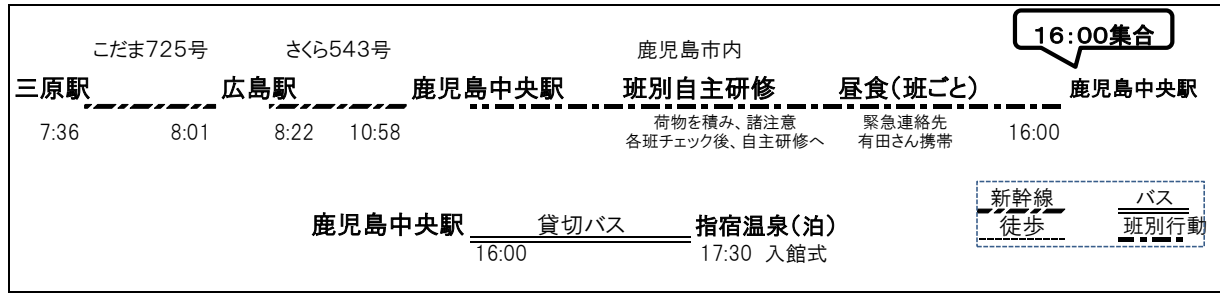 16:00集合
こだま725号 さくら543号 鹿児島市内
三原駅 広島駅 鹿児島中央駅 班別自主研修 昼食(班ごと) 鹿児島中央駅
7:36 8:01 8:22 10:58 荷物を積み、諸注意 緊急連絡先 16:00
各班チェック後、自主研修へ 有田さん携帯
新幹線 バス
鹿児島中央駅 貸切バス 指宿温泉(泊) 徒歩 班別行動
16:00 17:30 入館式